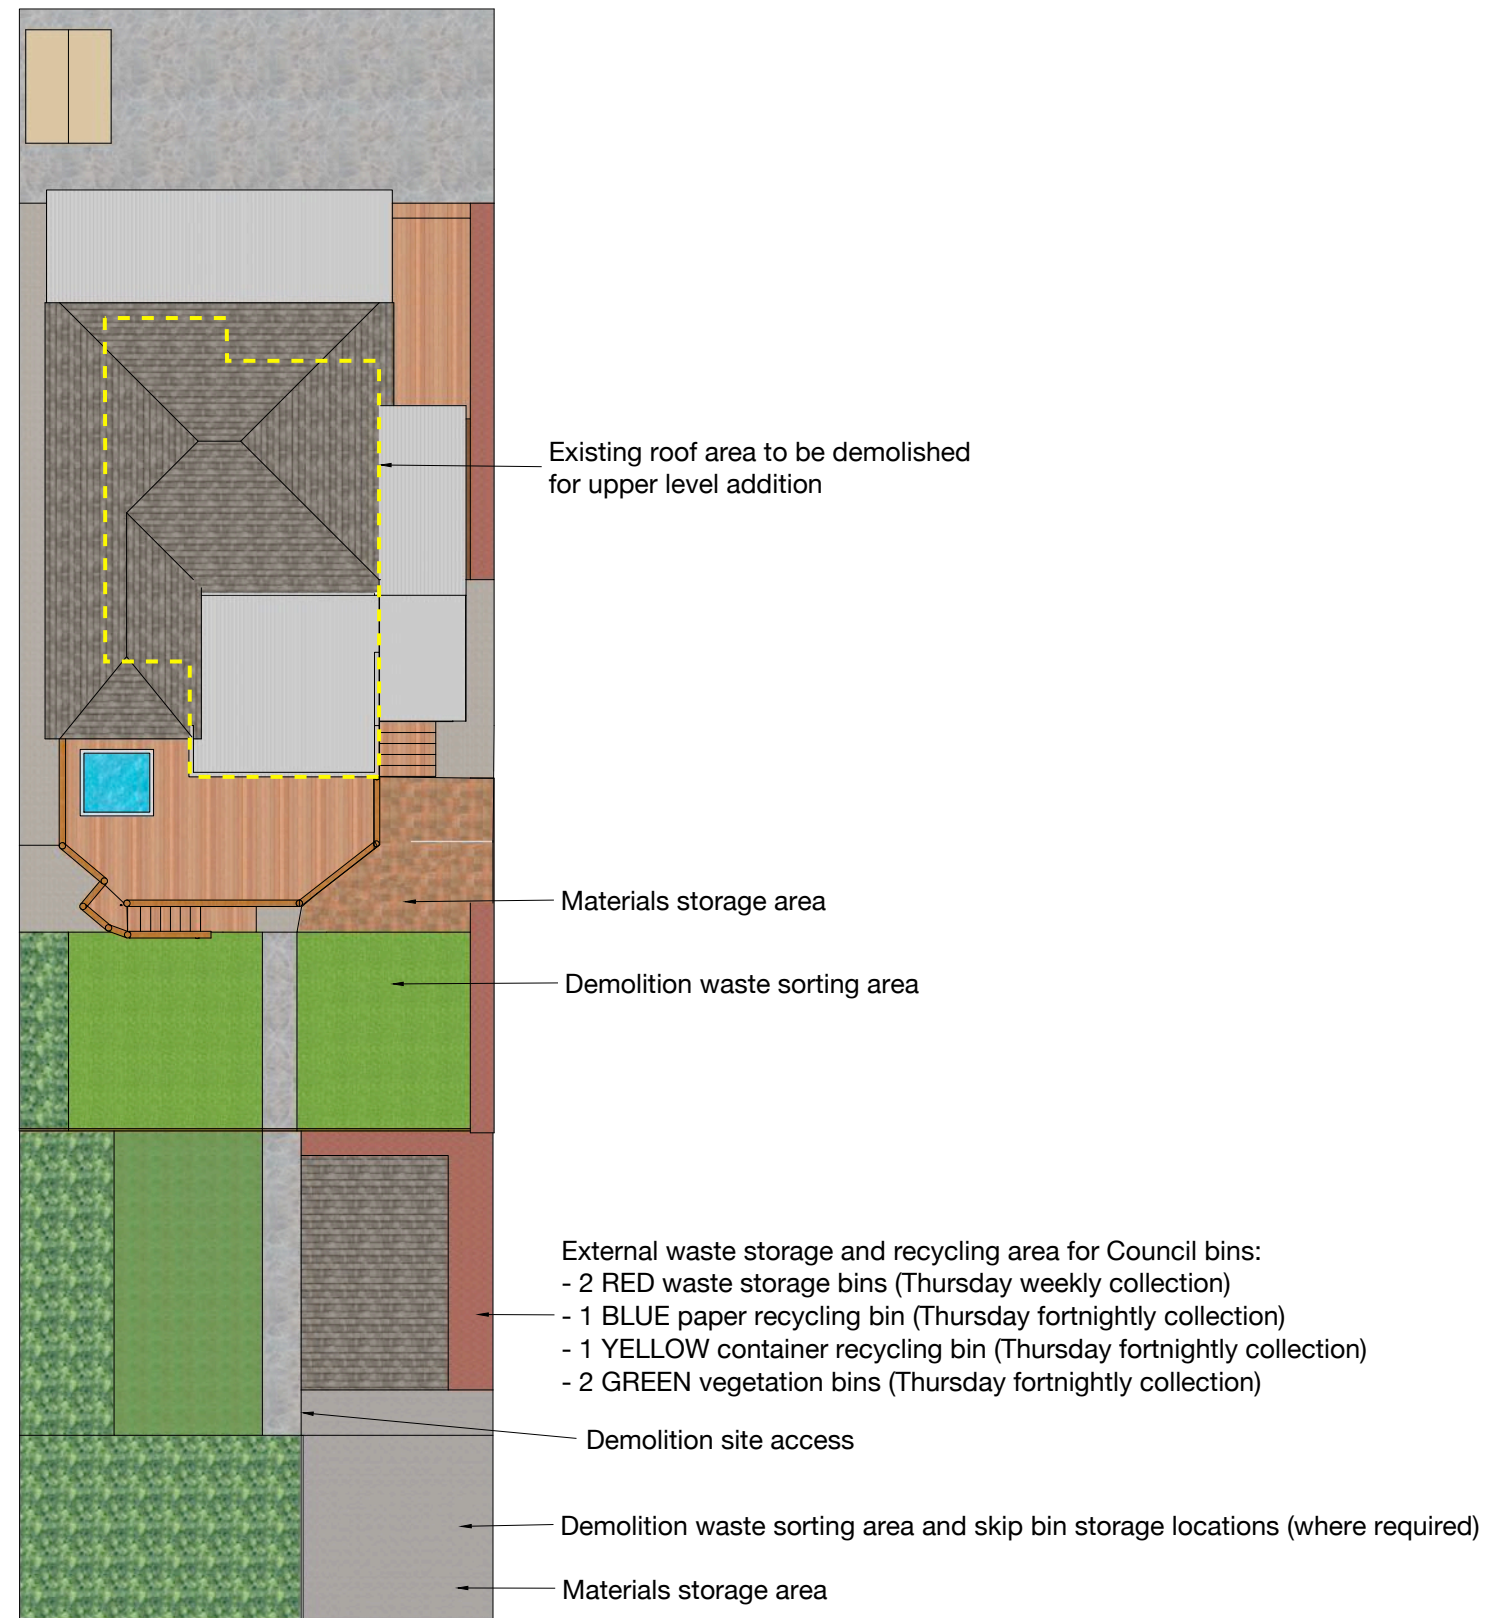 Existing roof area to be demolished
for upper level addition
Materials storage area
Demolition waste sorting area
External waste storage and recycling area for Council bins:
- 2 RED waste storage bins (Thursday weekly collection)
- 1 BLUE paper recycling bin (Thursday fortnightly collection)
- 1 YELLOW container recycling bin (Thursday fortnightly collection)
- 2 GREEN vegetation bins (Thursday fortnightly collection)
Demolition site access
Demolition waste sorting area and skip bin storage locations (where required)
Materials storage area